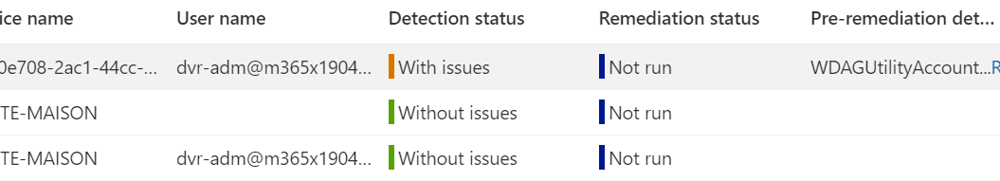 ice name User name Detection status Remediation status Pre-remediation det...
0e708-2ac1-44cc-... dvr-adm@m365x1904... With issues Not run WDAGUtilityAccount...R
TE-MAISON Without issues Not run
TE-MAISON dvr-adm@m365x1904... Without issues Not run